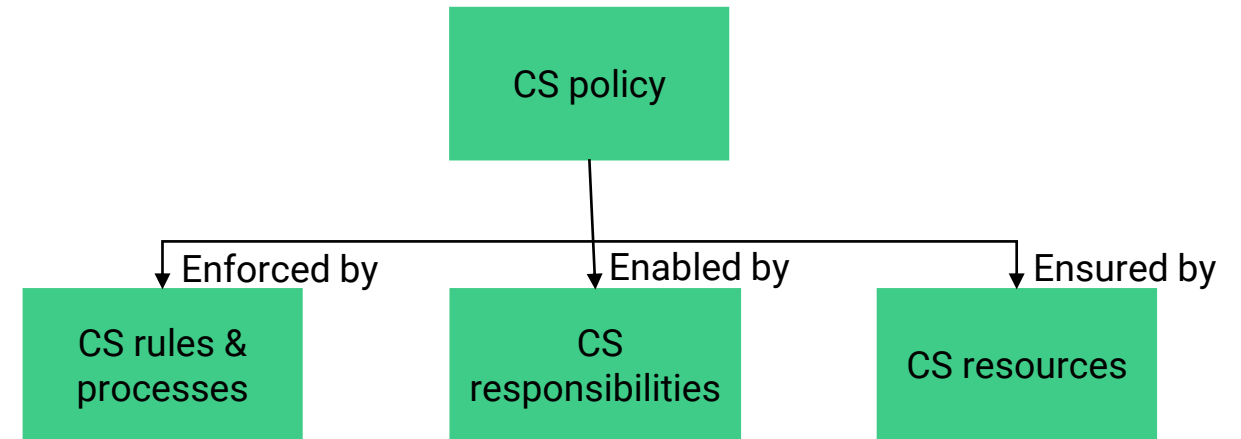 CS policy
Enforced by
Enabled by
Ensured by
CS rules &
processes
CS
responsibilities
CS resources